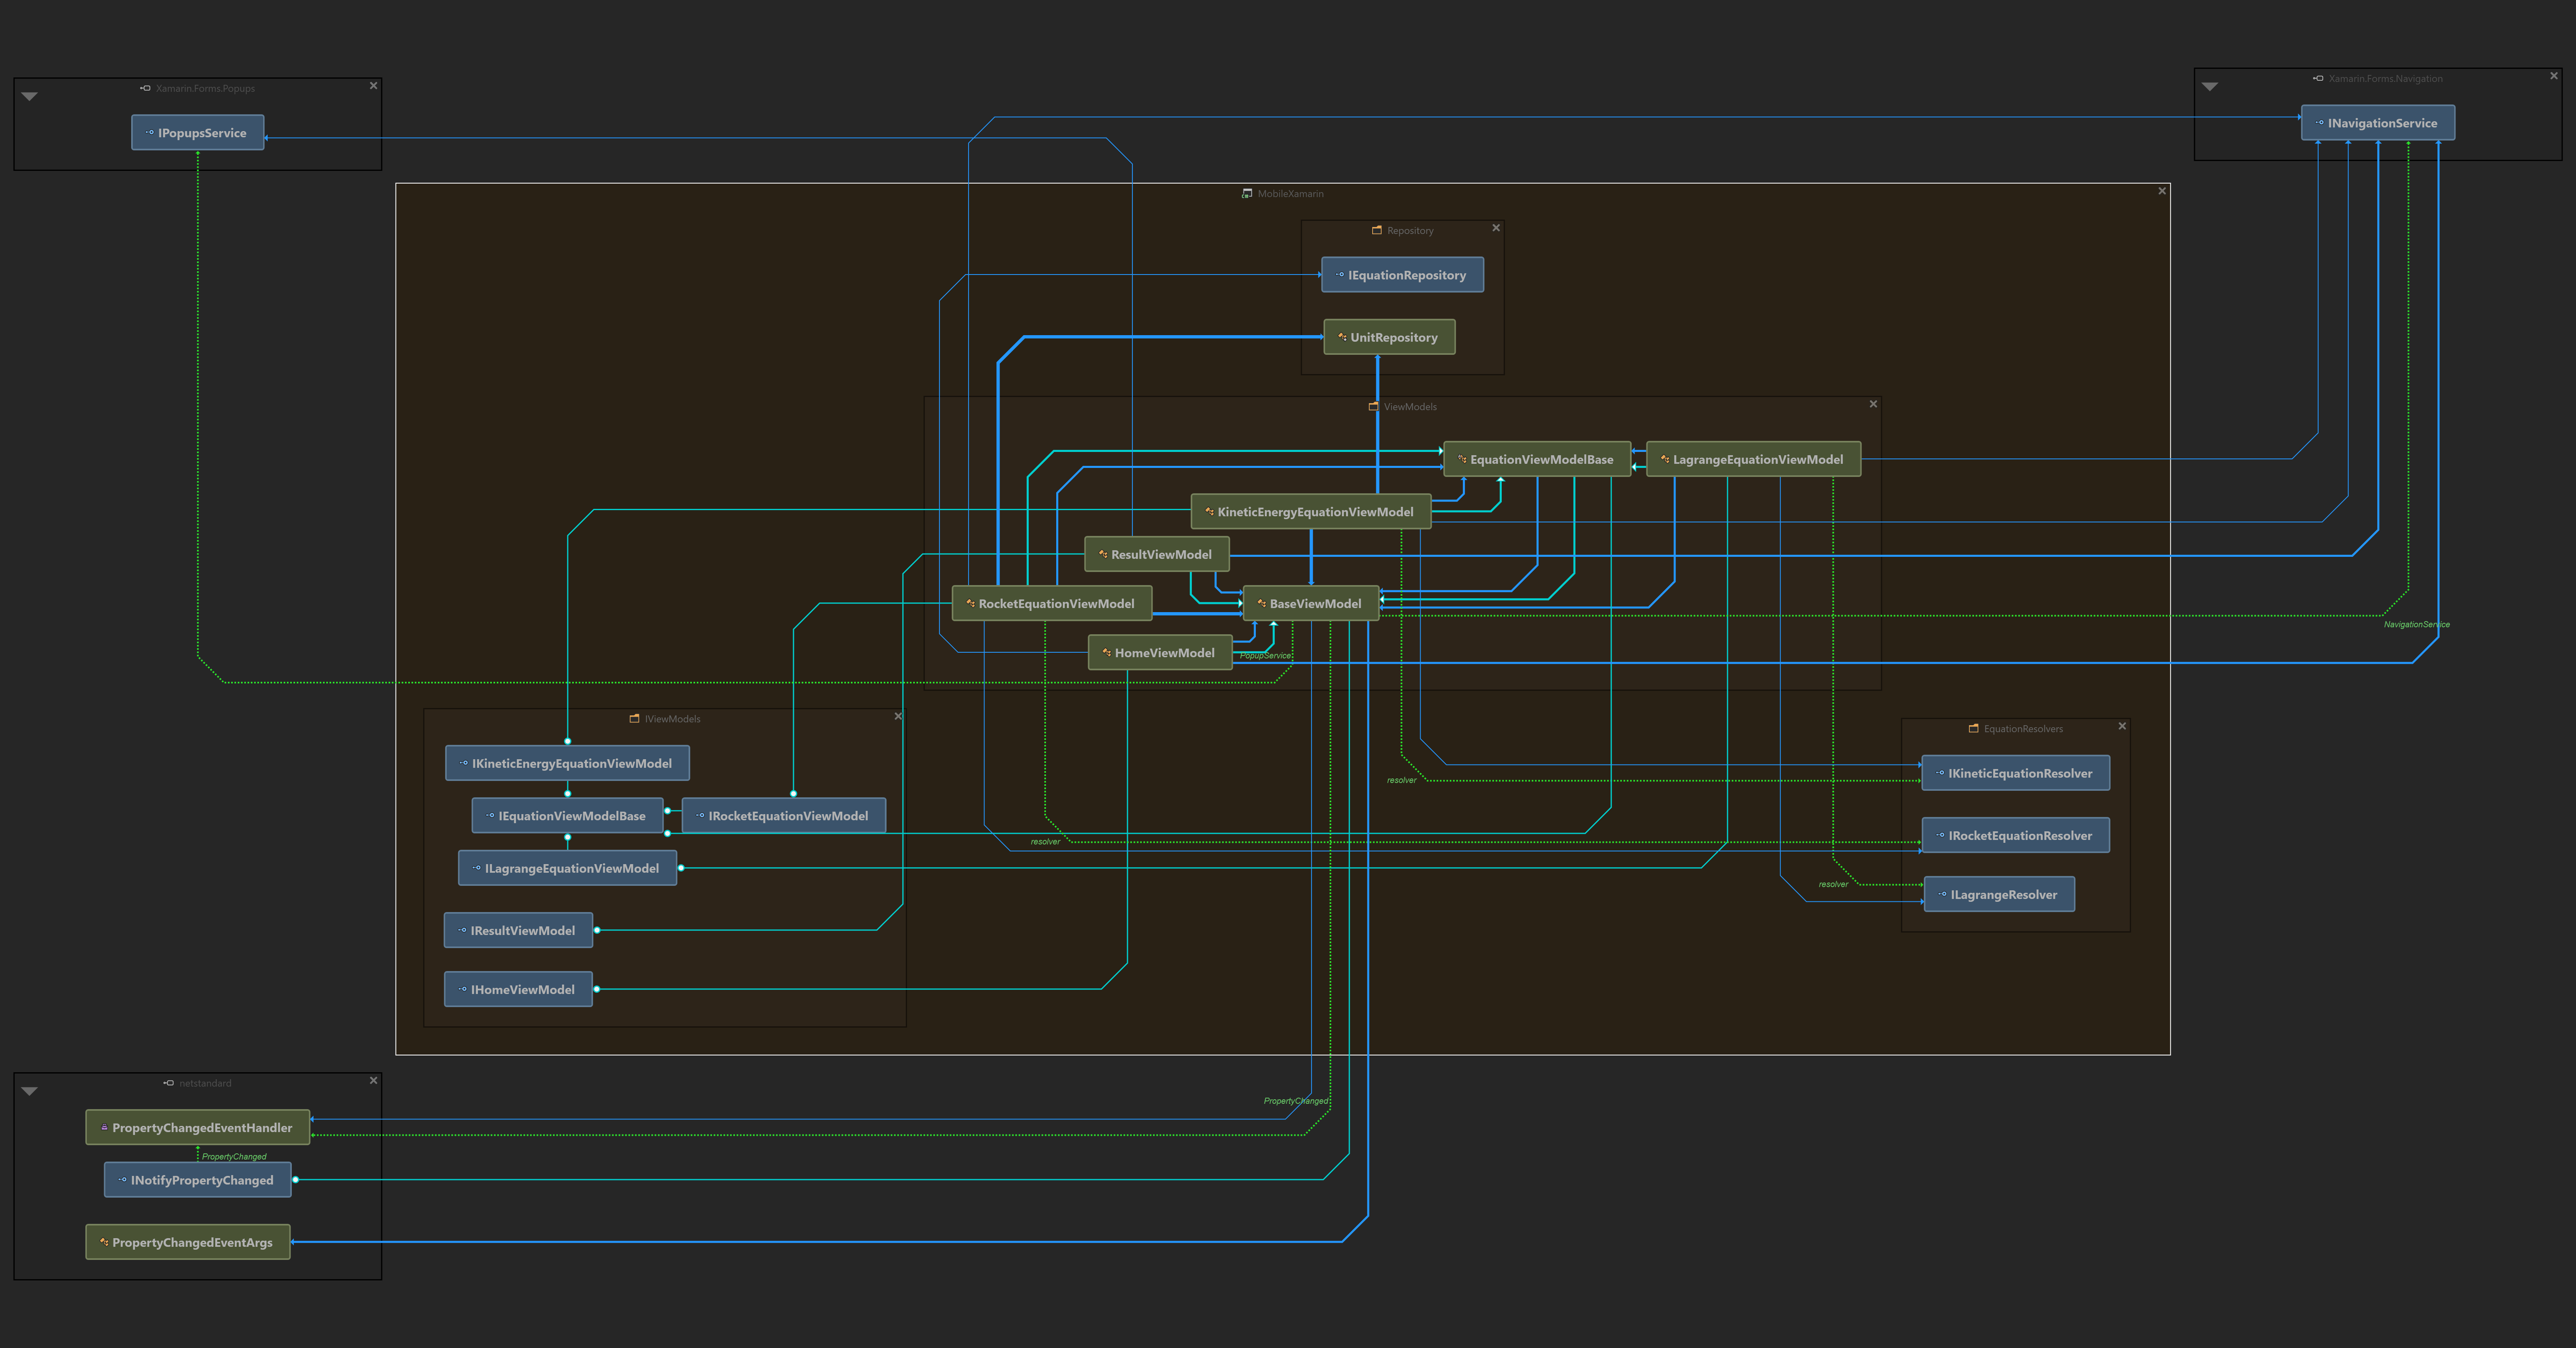 Xamarin.Forms.Popups
IPopupsService
Xamarin.Forms.Navigation
INavigationService
MobileXamarin
Repository
IEquationRepository
UnitRepository
ViewModels
EquationViewModelBase
LagrangeEquationViewModel
KineticEnergyEquationViewModel
ResultViewModel
RocketEquationViewModel
BaseViewModel
NavigationService
HomeViewModel
PopupService
IViewModels
IKineticEnergyEquationViewModel
IEquationViewModelBase
IRocketEquationViewModel
ILagrangeEquationViewModel
IResultViewModel
IHomeViewModel
EquationResolvers
IKineticEquationResolver
resolver
IRocketEquationResolver
resolver
ILagrangeResolver
resolver
netstandard
PropertyChanged
PropertyChangedEventHandler
PropertyChanged
INotifyPropertyChanged
PropertyChangedEventArgs